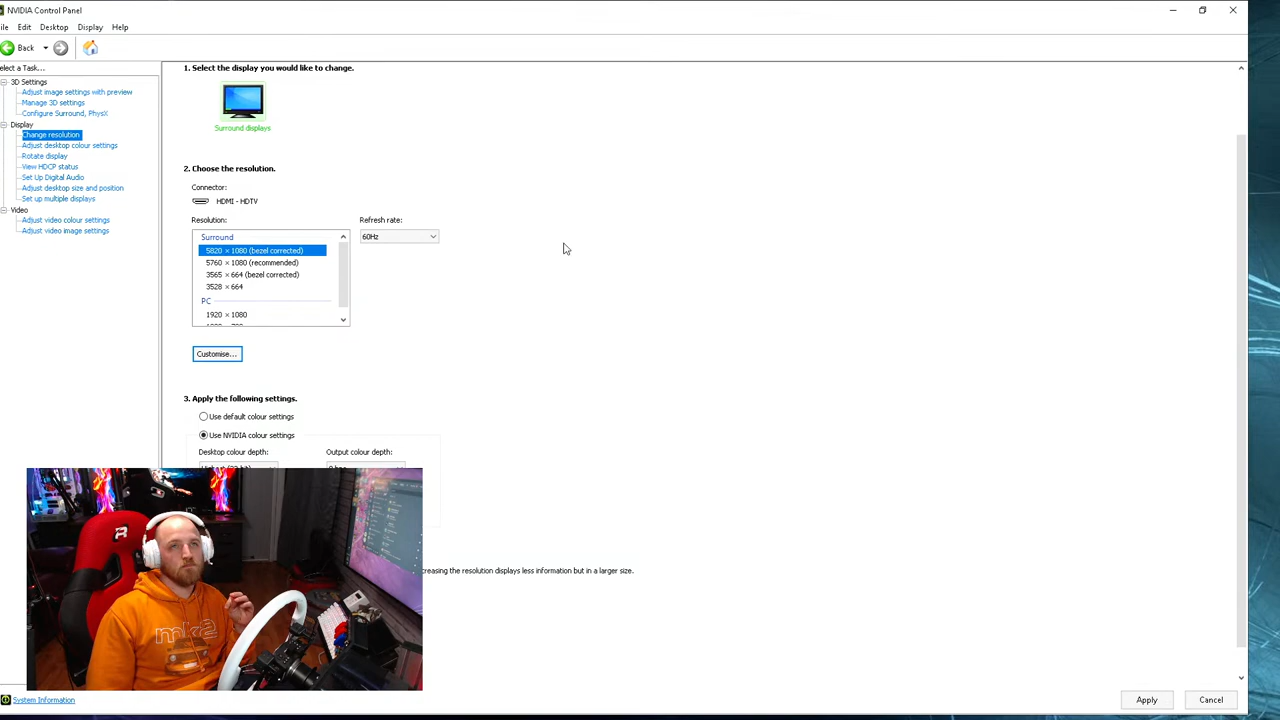 NVIDIA Control Panel
ile Edit Desktop Display Help
Back
elect a Task...
3D Settings
Adjust image settings with preview
Manage 3D settings
Configure Surround, PhysX
Display
Change resolution
Adjust desktop colour settings
Rotate display
View HDCP status
Set Up Digital Audio
Adjust desktop size and position
Set up multiple displays
Video
Adjust video colour settings
Adjust video image settings
1. Select the display you would like to change.
Surround displays
2. Choose the resolution.
Connector:
HDMI - HDTV
Resolution:
Refresh rate:
60Hz
Surround
5820 × 1080 (bezel corrected)
5760 × 1080 (recommended)
3565 × 664 (bezel corrected)
3528 × 664
PC
1920 × 1080
Customise...
3. Apply the following settings.
Use default colour settings
Use NVIDIA colour settings
Desktop colour depth:
Output colour depth:
creasing the resolution displays less information but in a larger size.
mk2
System Information
Apply
Cancel